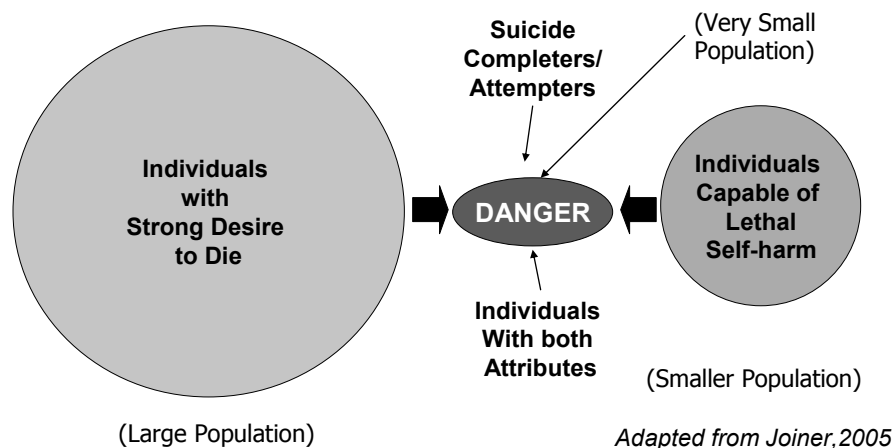 Individuals
with
Strong Desire
to Die
(Large Population)
Suicide
Completers/
Attempters
(Very Small
Population)
DANGER
Individuals
With both
Attributes
Individuals
Capable of
Lethal
Self-harm
(Smaller Population)
Adapted from Joiner,2005